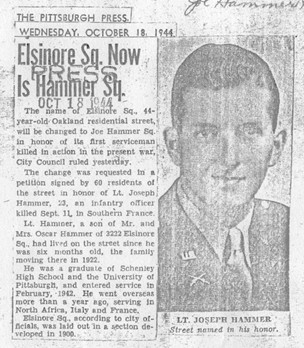 Joe Hammer
THE PITTSBURGH PRESS
WEDNESDAY, OCTOBER 18, 1944
Elsinore Sq. Now
PRESS
Is Hammer Sq.
OCT 18 1944
The name of Elsinore Sq., 44-
year-old Oakland residential street,
will be changed to Joe Hammer Sq.
in honor of its first serviceman
killed in action in the present war,
City Council ruled yesterday.
The change was requested in a
petition signed by 68 residents of
the street in honor of Lt. Joseph
Hammer, 23, an infantry officer
killed Sept. 11, in Southern France.
Lt. Hammer, a son of Mr. and
Mrs. Oscar Hammer of 3222 Elsinore
Sq., had lived on the street since he
was six months old, the family
moving there in 1922.
He was a graduate of Schenley
High School and the University of
Pittsburgh, and entered service in
February, 1942. He went overseas
more than a year ago, serving in
North Africa, Italy and France.
Elsinore Sq., according to city of-
ficials, was laid out in a section de-
veloped in 1900.
LT. JOSEPH HAMMER
Street named in his honor.